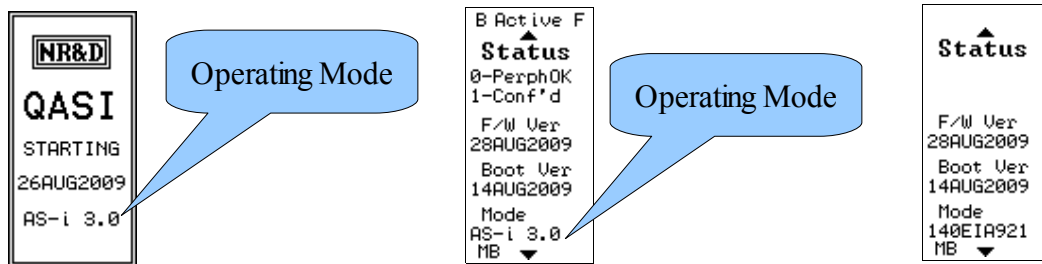 NR&D
QASI
STARTING
26AUG2009
AS-i 3.0
Operating Mode
B Active F
Status
0-PerphOK
1-Conf'd
F/W Ver
28AUG2009
Boot Ver
14AUG2009
Mode
AS-i 3.0
MB
Operating Mode
Status
F/W Ver
28AUG2009
Boot Ver
14AUG2009
Mode
140EIA921
MB